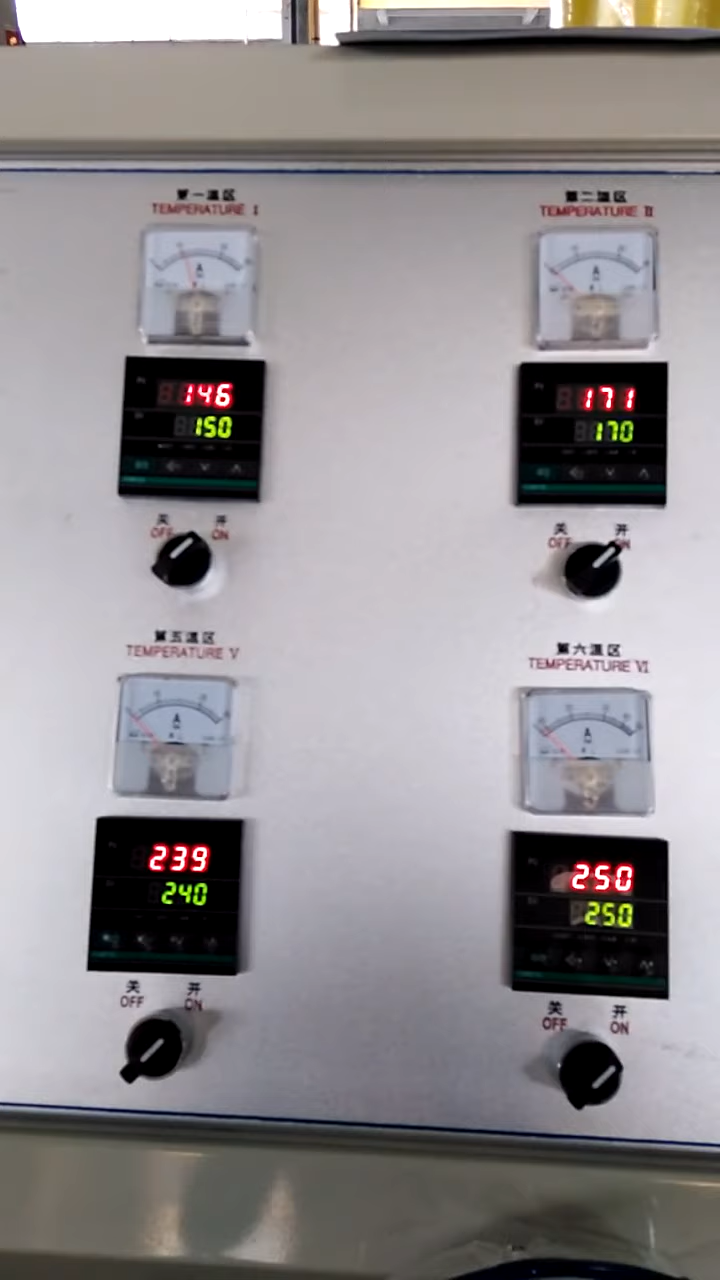 第一温区
TEMPERATURE I
第二温区
TEMPERATURE II
A
A
146
150
171
170
关 开
OFF ON
关 开
OFF ON
第五温区
TEMPERATURE V
第六温区
TEMPERATURE VI
A
A
239
240
250
250
关 开
OFF ON
关 开
OFF ON